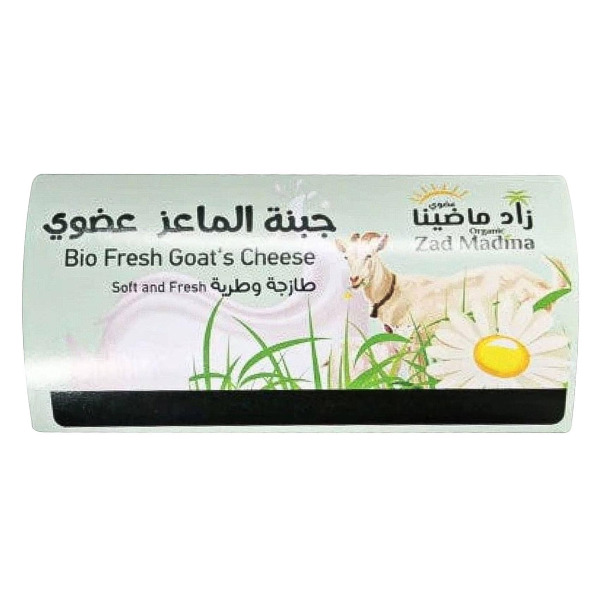 جبنة الماعز عضوي
Bio Fresh Goat's Cheese
Soft and Fresh طازجة وطرية
عضوي
زاد ماضينا
Organic
Zad Madina